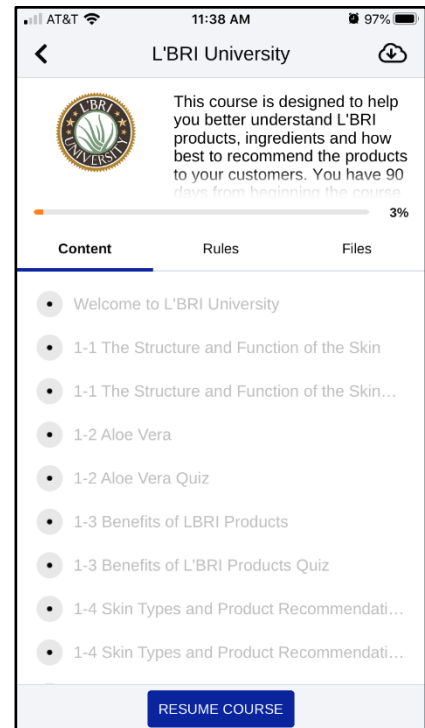 AT&T 11:38 AM 97%
L'BRI University
L'BRI
UNIVERSITY
This course is designed to help
you better understand L'BRI
products, ingredients and how
best to recommend the products
to your customers. You have 90
days from beginning the course
3%
Content Rules Files
Welcome to L'BRI University
1-1 The Structure and Function of the Skin
1-1 The Structure and Function of the Skin...
1-2 Aloe Vera
1-2 Aloe Vera Quiz
1-3 Benefits of LBRI Products
1-3 Benefits of L'BRI Products Quiz
1-4 Skin Types and Product Recommendati...
1-4 Skin Types and Product Recommendati...
RESUME COURSE